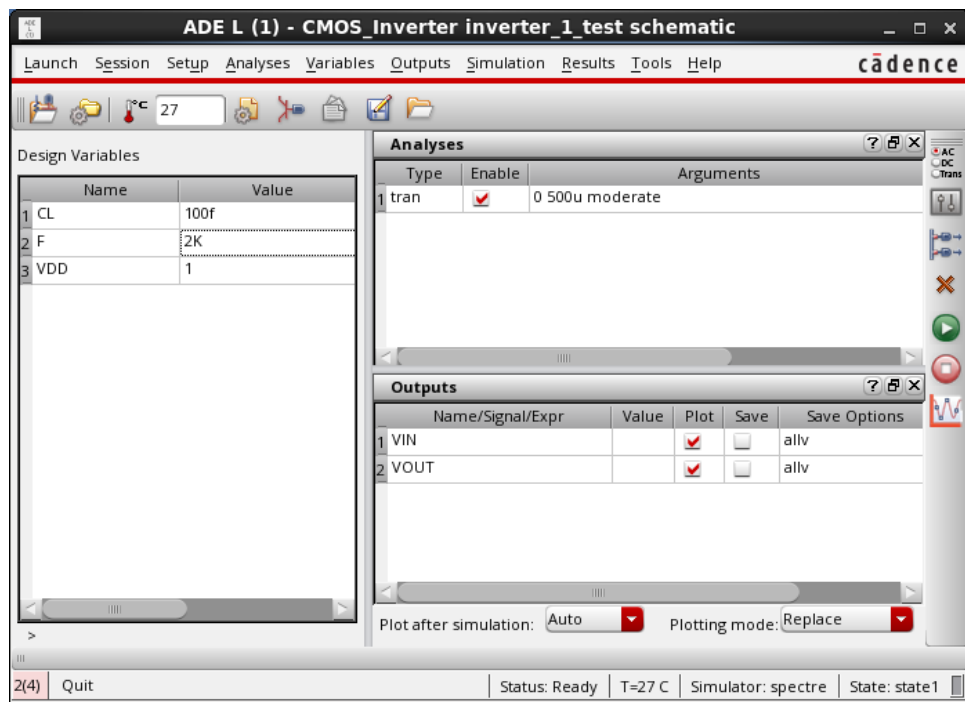 ADE L (1) - CMOS_Inverter inverter_1_test schematic
Launch Session Setup Analyses Variables Outputs Simulation Results Tools Help cādence
°C 27
Design Variables
Name Value
1 CL 100f
2 F 2K
3 VDD 1
>
Analyses
Type Enable Arguments
1 tran 0 500u moderate
AC
DC
Trans
Outputs
Name/Signal/Expr Value Plot Save Save Options
1 VIN allv
2 VOUT allv
Plot after simulation: Auto Plotting mode: Replace
2(4) Quit Status: Ready T=27 C Simulator: spectre State: state1